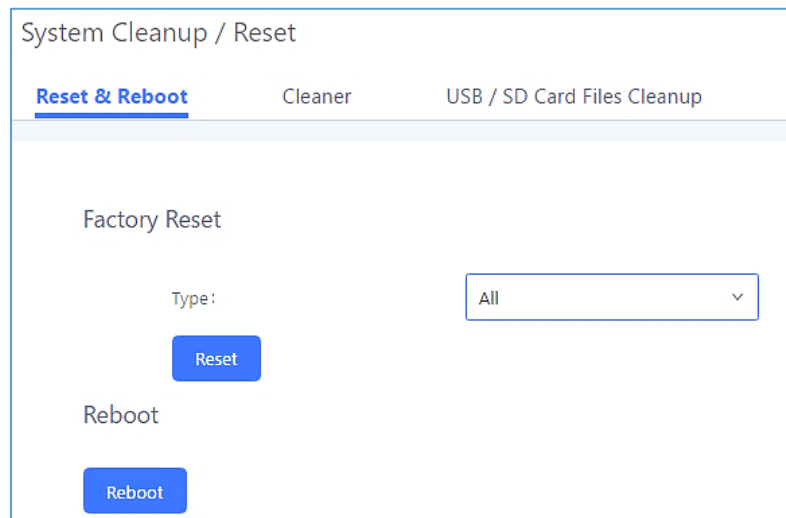 System Cleanup / Reset
Reset & Reboot Cleaner USB / SD Card Files Cleanup
Factory Reset
Type: All
Reset
Reboot
Reboot